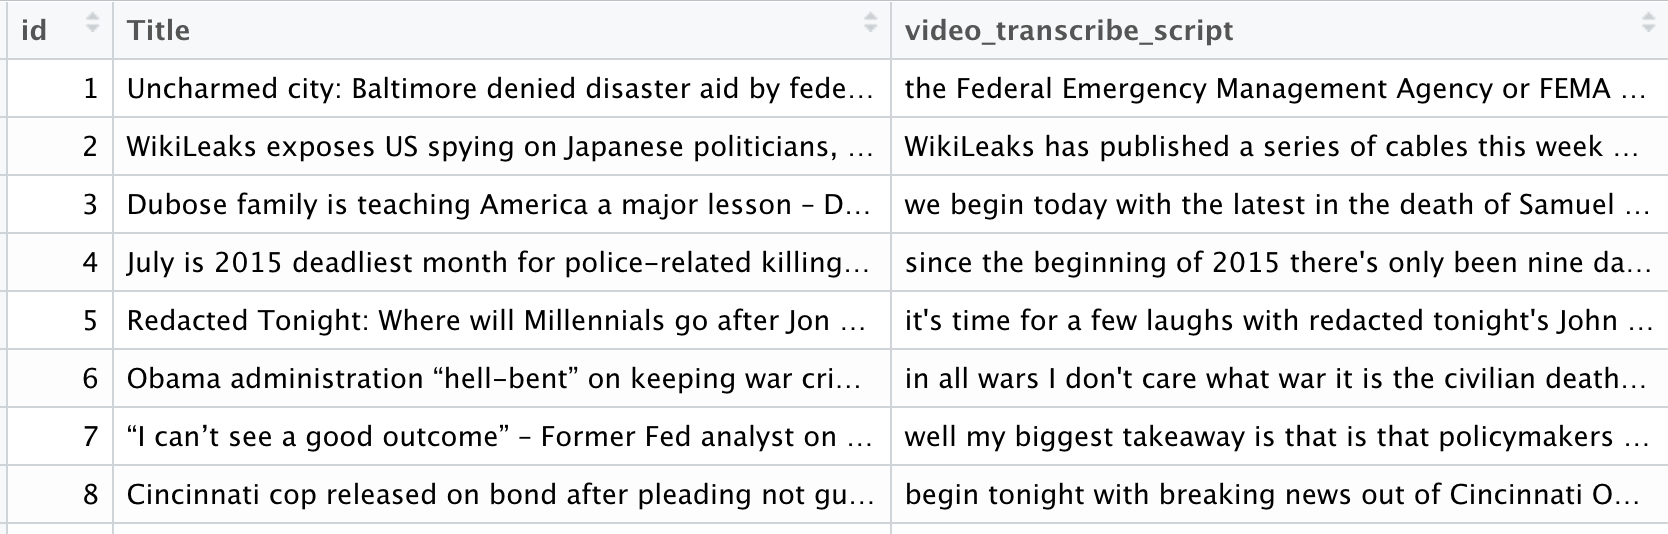 id Title video_transcribe_script
1 Uncharmed city: Baltimore denied disaster aid by fede... the Federal Emergency Management Agency or FEMA ...
2 WikiLeaks exposes US spying on Japanese politicians, ... WikiLeaks has published a series of cables this week ...
3 Dubose family is teaching America a major lesson – D... we begin today with the latest in the death of Samuel ...
4 July is 2015 deadliest month for police-related killing... since the beginning of 2015 there's only been nine da...
5 Redacted Tonight: Where will Millennials go after Jon ... it's time for a few laughs with redacted tonight's John ...
6 Obama administration “hell-bent” on keeping war cri... in all wars I don't care what war it is the civilian death...
7 “I can’t see a good outcome” – Former Fed analyst on ... well my biggest takeaway is that is that policymakers ...
8 Cincinnati cop released on bond after pleading not gu... begin tonight with breaking news out of Cincinnati O...